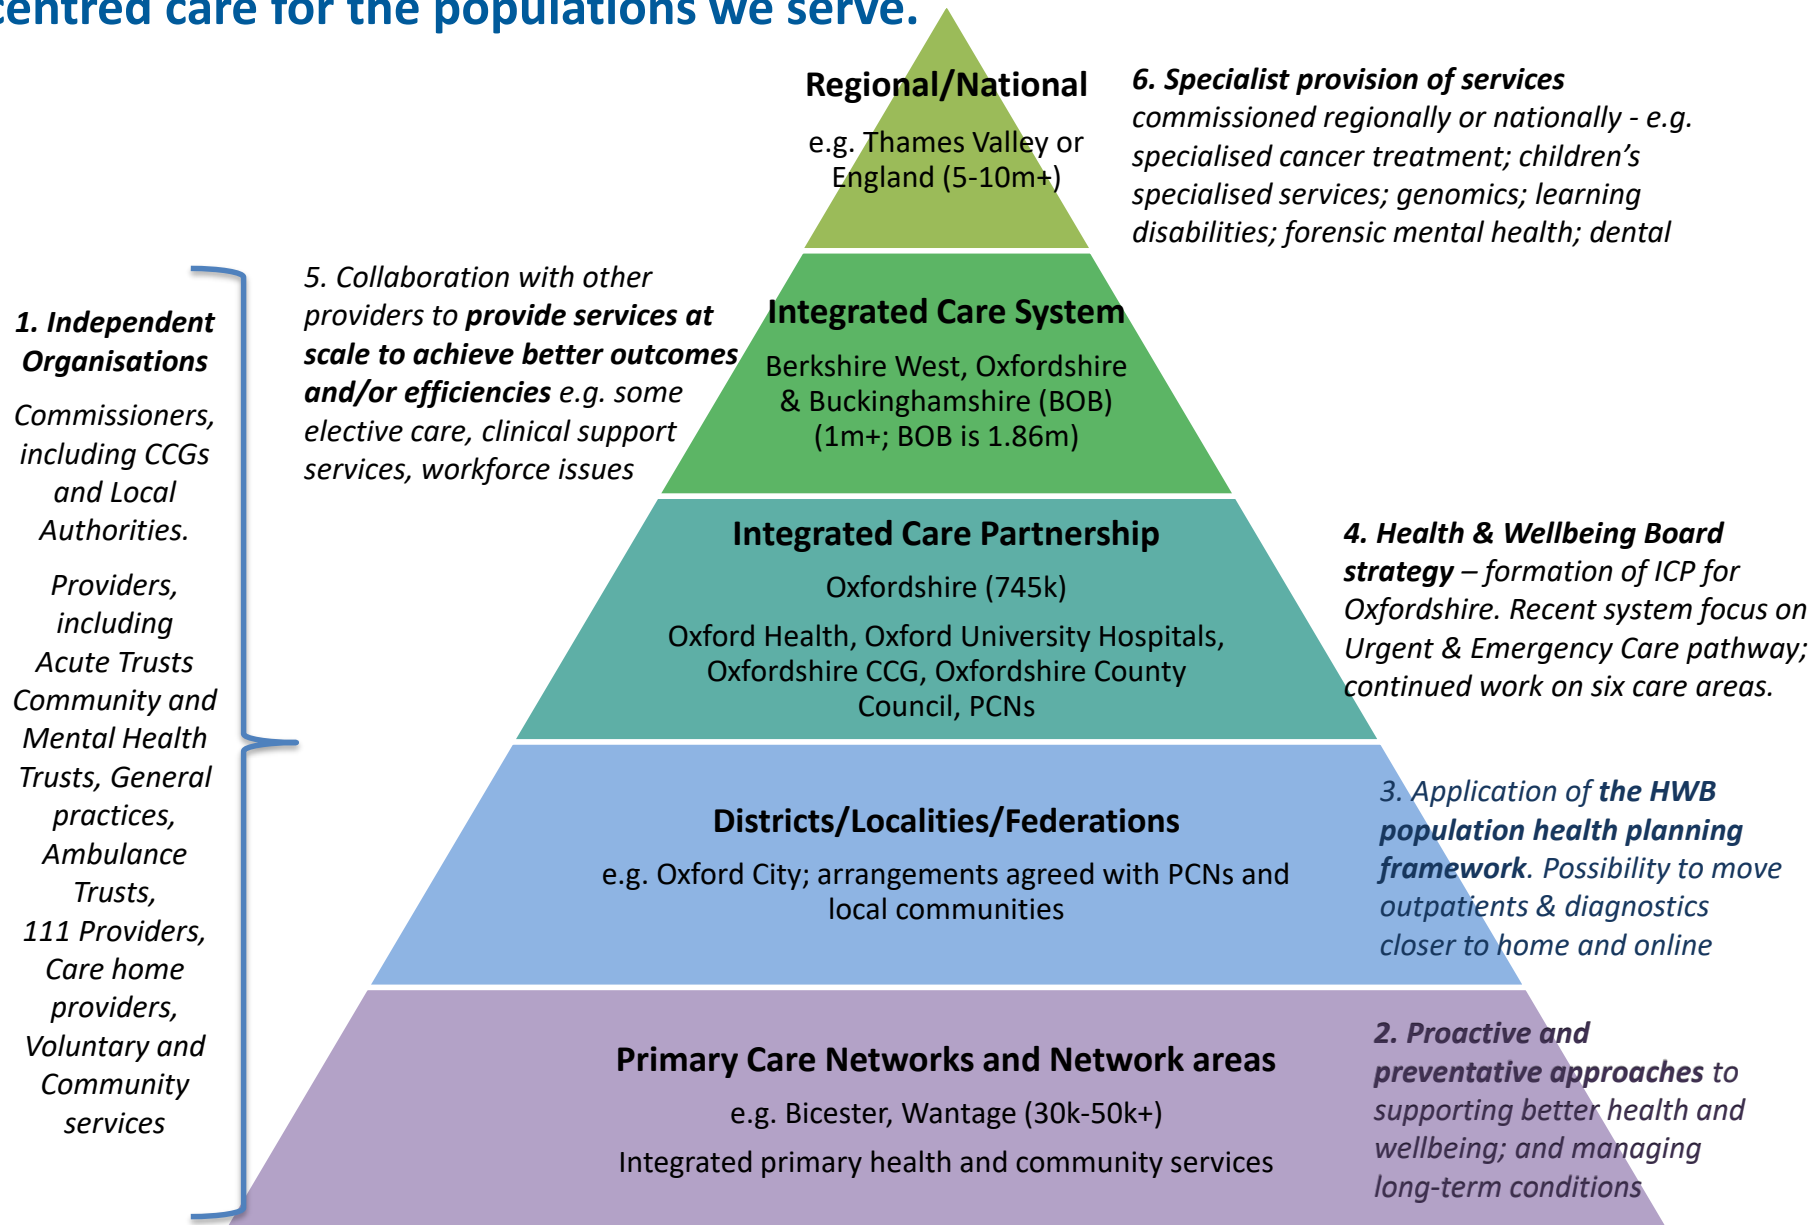 centred care for the populations we serve.
Regional/National
e.g. Thames Valley or
England (5-10m+)
6. Specialist provision of services
commissioned regionally or nationally - e.g.
specialised cancer treatment; children's
specialised services; genomics; learning
disabilities; forensic mental health; dental
1. Independent
Organisations
Commissioners,
including CCGs
and Local
Authorities.
Providers,
including
Acute Trusts
Community and
Mental Health
Trusts, General
practices,
Ambulance
Trusts,
111 Providers,
Care home
providers,
Voluntary and
Community
services
5. Collaboration with other
providers to provide services at
scale to achieve better outcomes
and/or efficiencies e.g. some
elective care, clinical support
services, workforce issues
Integrated Care System
Berkshire West, Oxfordshire
& Buckinghamshire (BOB)
(1m+; BOB is 1.86m)
Integrated Care Partnership
Oxfordshire (745k)
Oxford Health, Oxford University Hospitals,
Oxfordshire CCG, Oxfordshire County
Council, PCNs
4. Health & Wellbeing Board
strategy – formation of ICP for
Oxfordshire. Recent system focus on
Urgent & Emergency Care pathway;
continued work on six care areas.
Districts/Localities/Federations
e.g. Oxford City; arrangements agreed with PCNs and
local communities
3. Application of the HWB
population health planning
framework. Possibility to move
outpatients & diagnostics
closer to home and online
Primary Care Networks and Network areas
e.g. Bicester, Wantage (30k-50k+)
Integrated primary health and community services
2. Proactive and
preventative approaches to
supporting better health and
wellbeing; and managing
long-term conditions